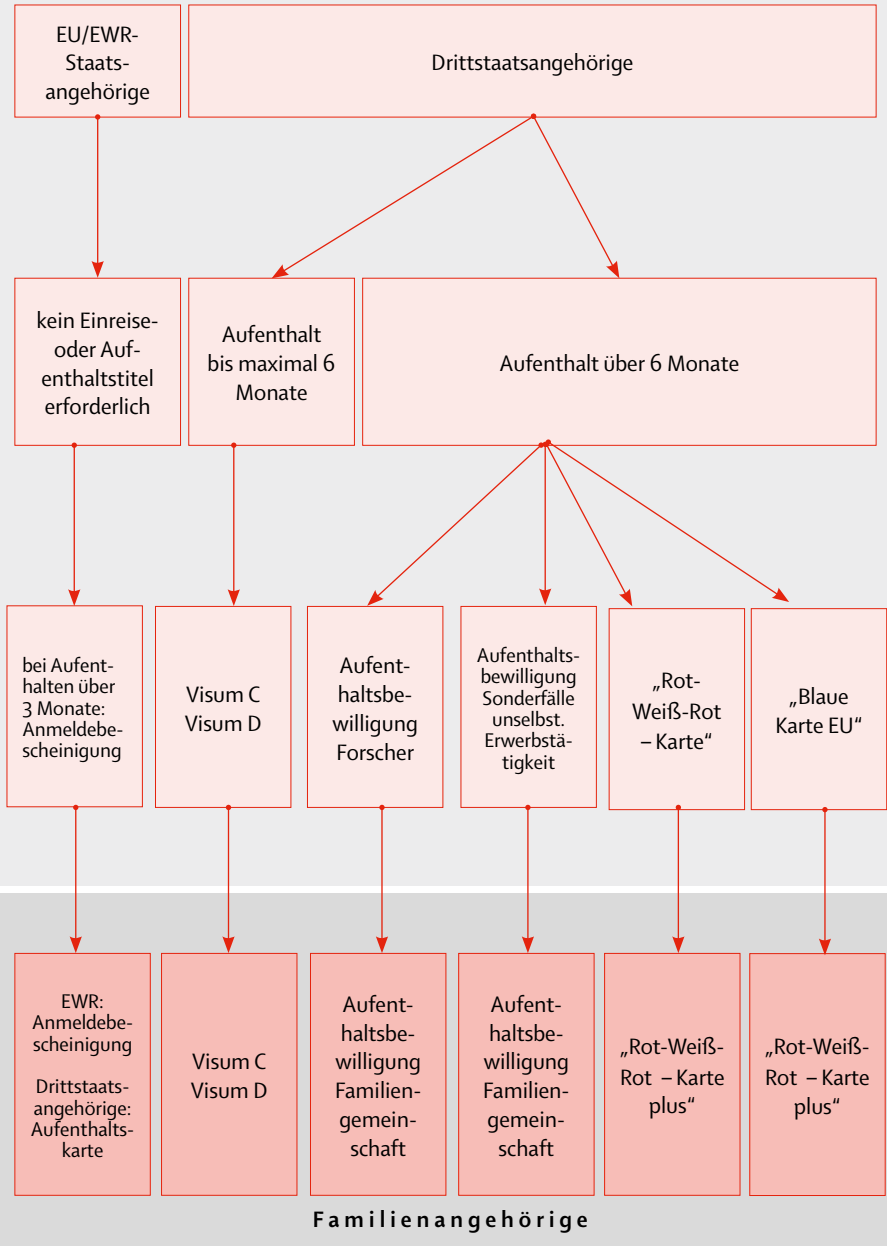 EU/EWR-
Staats-
angehörige
Drittstaatsangehörige
kein Einreise-
oder Auf-
enthaltstitel
erforderlich
Aufenthalt
bis maximal 6
Monate
Aufenthalt über 6 Monate
bei Aufent-
halten über
3 Monate:
Anmeldebe-
scheinigung
Visum C
Visum D
Aufent-
haltsbe-
willigung
Forscher
Aufenthalts-
bewilligung
Sonderfälle
unselbst.
Erwerbstä-
tigkeit
„Rot-
Weiß-Rot
– Karte“
„Blaue
Karte EU“
EWR:
Anmeldebe-
scheinigung
Drittstaats-
angehörige:
Aufenthalts-
karte
Visum C
Visum D
Aufent-
haltsbe-
willigung
Familien-
gemein-
schaft
Aufent-
haltsbe-
willigung
Familien-
gemein-
schaft
„Rot-Weiß-
Rot – Karte
plus“
„Rot-Weiß-
Rot – Karte
plus“
Familienangehörige